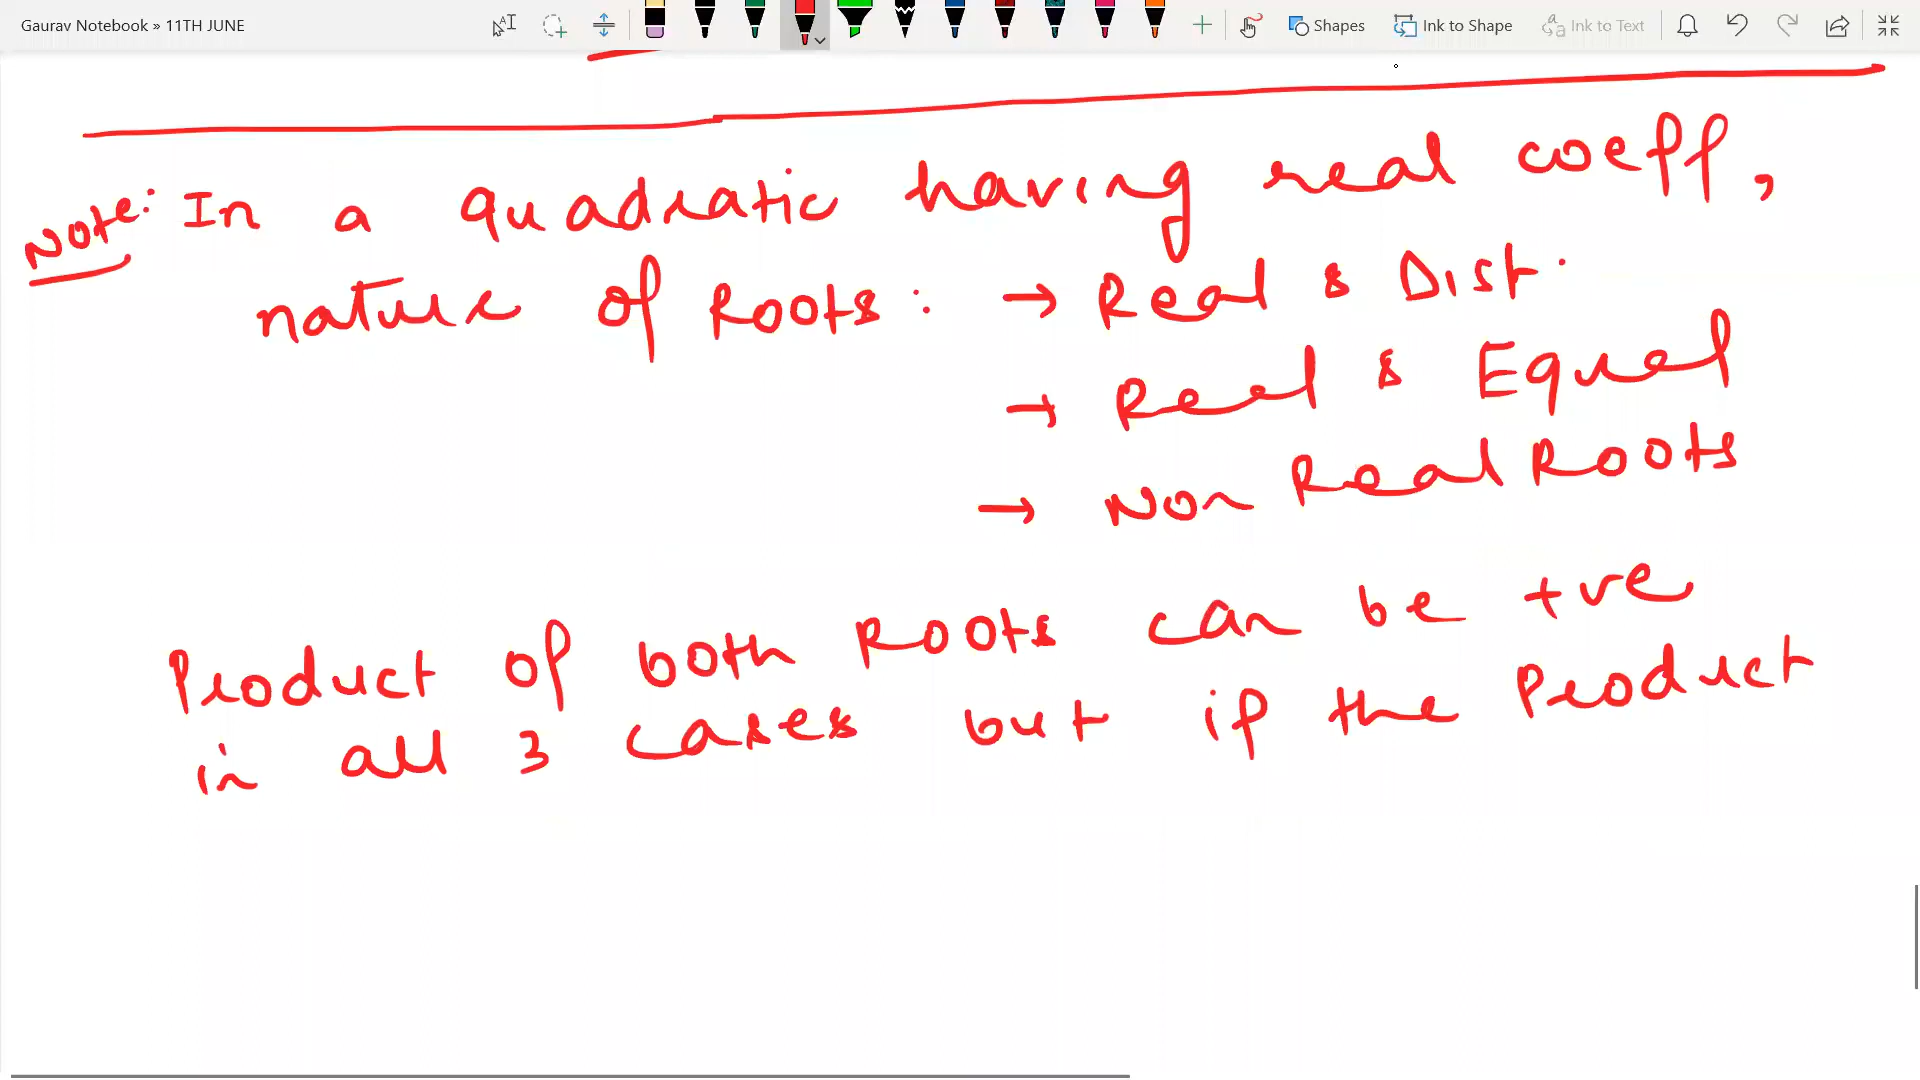 Gaurav Notebook » 11TH JUNE
Shapes
Ink to Shape
Ink to Text
Note: In a quadratic having real coeff,
nature of Roots: → Real & Dist.
→ Real & Equal
→ Non Real Roots
Product of both Roots can be +ve
in all 3 cases but if the Product